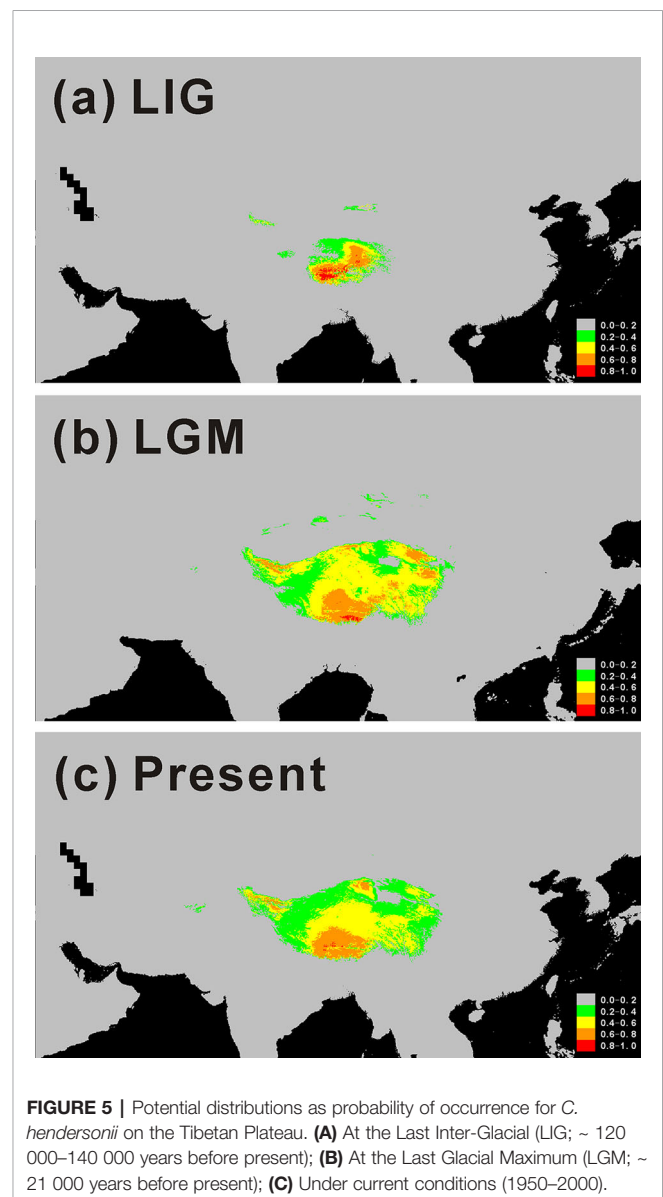 (a) LIG
0.0-0.2
0.2-0.4
0.4-0.6
0.6-0.8
0.8-1.0
(b) LGM
0.0-0.2
0.2-0.4
0.4-0.6
0.6-0.8
0.8-1.0
(c) Present
0.0-0.2
0.2-0.4
0.4-0.6
0.6-0.8
0.8-1.0
FIGURE 5 | Potential distributions as probability of occurrence for C.
hendersonii on the Tibetan Plateau. (A) At the Last Inter-Glacial (LIG; ~ 120
000–140 000 years before present); (B) At the Last Glacial Maximum (LGM; ~
21 000 years before present); (C) Under current conditions (1950–2000).